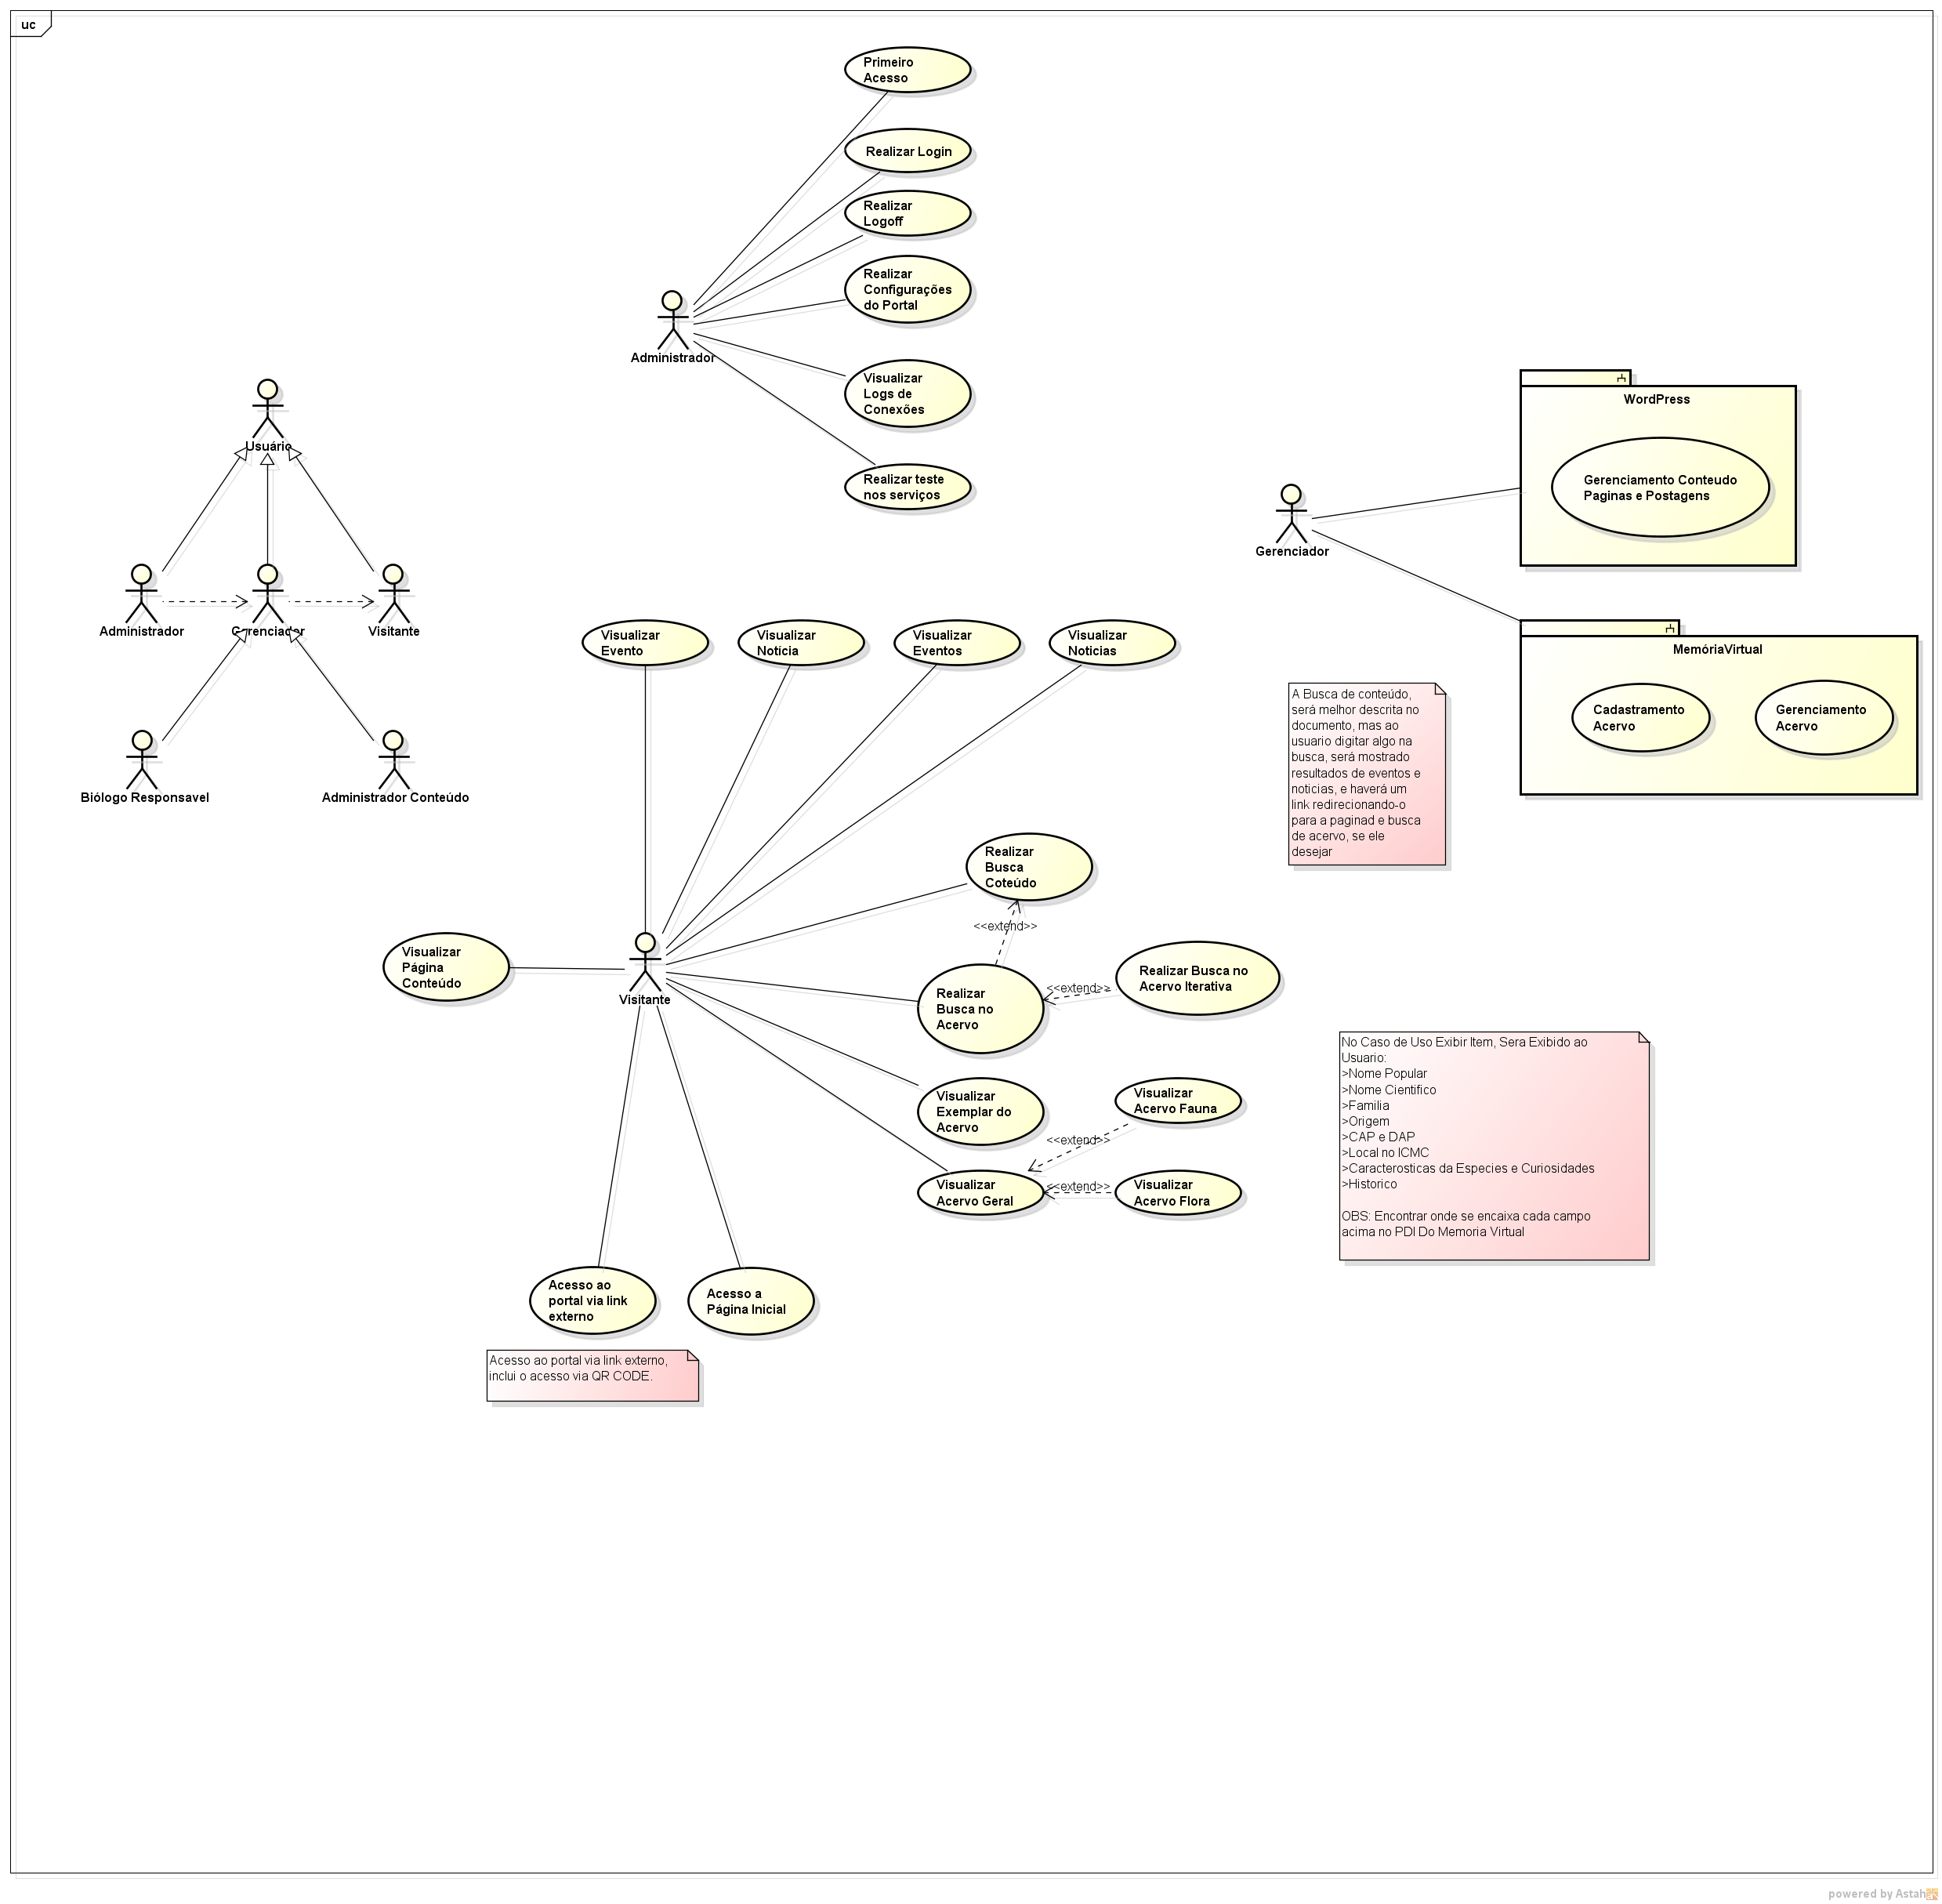 uc
Primeiro
Acesso
Realizar Login
Realizar
Logoff
Realizar
Configurações
do Portal
Administrador
Visualizar
Logs de
Conexões
Realizar teste
nos serviços
Usuário
Administrador
Gerenciador
Visitante
Biólogo Responsavel
Administrador Conteúdo
Gerenciador
WordPress
Gerenciamento Conteudo
Paginas e Postagens
MemóriaVirtual
Cadastramento
Acervo
Gerenciamento
Acervo
Visualizar
Evento
Visualizar
Notícia
Visualizar
Eventos
Visualizar
Noticias
A Busca de conteúdo,
será melhor descrita no
documento, mas ao
usuario digitar algo na
busca, será mostrado
resultados de eventos e
noticias, e haverá um
link redirecionando-o
para a paginad e busca
de acervo, se ele
desejar
Realizar
Busca
Coteúdo
<<extend>>
Visualizar
Página
Conteúdo
Visitante
Realizar
Busca no
Acervo
<<extend>>
Realizar Busca no
Acervo Iterativa
Visualizar
Exemplar do
Acervo
Visualizar
Acervo Fauna
<<extend>>
Visualizar
Acervo Geral
<<extend>>
Visualizar
Acervo Flora
No Caso de Uso Exibir Item, Sera Exibido ao
Usuario:
>Nome Popular
>Nome Cientifico
>Familia
>Origem
>CAP e DAP
>Local no ICMC
>Caracterosticas da Especies e Curiosidades
>Historico
OBS: Encontrar onde se encaixa cada campo
acima no PDI Do Memoria Virtual
Acesso ao
portal via link
externo
Acesso a
Página Inicial
Acesso ao portal via link externo,
inclui o acesso via QR CODE.
powered by Astah